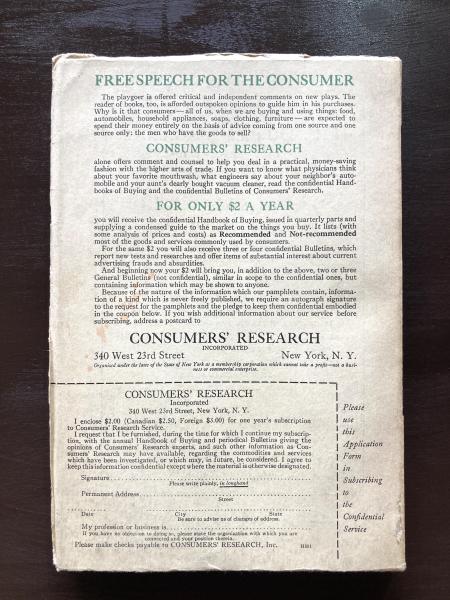 FREE SPEECH FOR THE CONSUMER
The playgoer is offered critical and independent comments on new plays. The
reader of books, too, is afforded outspoken opinions to guide him in his purchases.
Why is it that consumers—all of us, when we are buying and using things: food,
automobiles, household appliances, soaps, clothing, furniture—are expected to
spend their money entirely on the basis of advice coming from one source and one
source only: the men who have the goods to sell?
CONSUMERS' RESEARCH
alone offers comment and counsel to help you deal in a practical, money-saving
fashion with the higher arts of trade. If you want to know what physicians think
about your favorite mouthwash, what engineers say about your neighbor's auto-
mobile and your aunt's dearly bought vacuum cleaner, read the confidential Hand-
books of Buying and the confidential Bulletins of Consumers' Research.
FOR ONLY $2 A YEAR
you will receive the confidential Handbook of Buying, issued in quarterly parts and
supplying a condensed guide to the market on the things you buy. It lists (with
some analysis of prices and costs) as Recommended and Not-recommended
most of the goods and services commonly used by consumers.
For the same $2 you will also receive three or four confidential Bulletins, which
report new tests and researches and offer items of substantial interest about current
advertising frauds and absurdities.
And beginning now your $2 will bring you, in addition to the above, two or three
General Bulletins (not confidential), similar in scope to the confidential ones, but
containing information which may be shown to anyone.
Because of the nature of the information which our pamphlets contain, informa-
tion of a kind which is never freely published, we require an autograph signature
to the request for the pamphlets and the pledge to keep them confidential embodied
in the coupon below. If you wish additional information about our service before
subscribing, address a postcard to
CONSUMERS' RESEARCH
INCORPORATED
340 West 23rd Street New York, N. Y.
Organized under the laws of the State of New York as a membership corporation which cannot take a profit—not a busi-
ness or commercial enterprise.
CONSUMERS' RESEARCH
Incorporated
340 West 23rd Street, New York, N. Y.
I enclose $2.00 (Canadian $2.50, Foreign $3.00) for one year's subscription
to Consumers' Research Service.
I request that I be furnished, during the time for which I continue my subscrip-
tion, with the annual Handbook of Buying and periodical Bulletins giving the
opinions of Consumers' Research experts, and such other information as Con-
sumers' Research may have available, regarding the commodities and services
which have been investigated, or which may, in future, be considered. I agree to
keep this information confidential except where the material is otherwise designated.
Signature
Please write plainly, in longhand
Permanent Address
Street
Date City State
Be sure to advise us of changes of address.
My profession or business is
If you have no objection to doing so, please state the organization with which you are
connected and your position therein.
Please make checks payable to CONSUMERS' RESEARCH, Inc.
Please
use
this
Application
Form
in
Subscribing
to
the
Confidential
Service